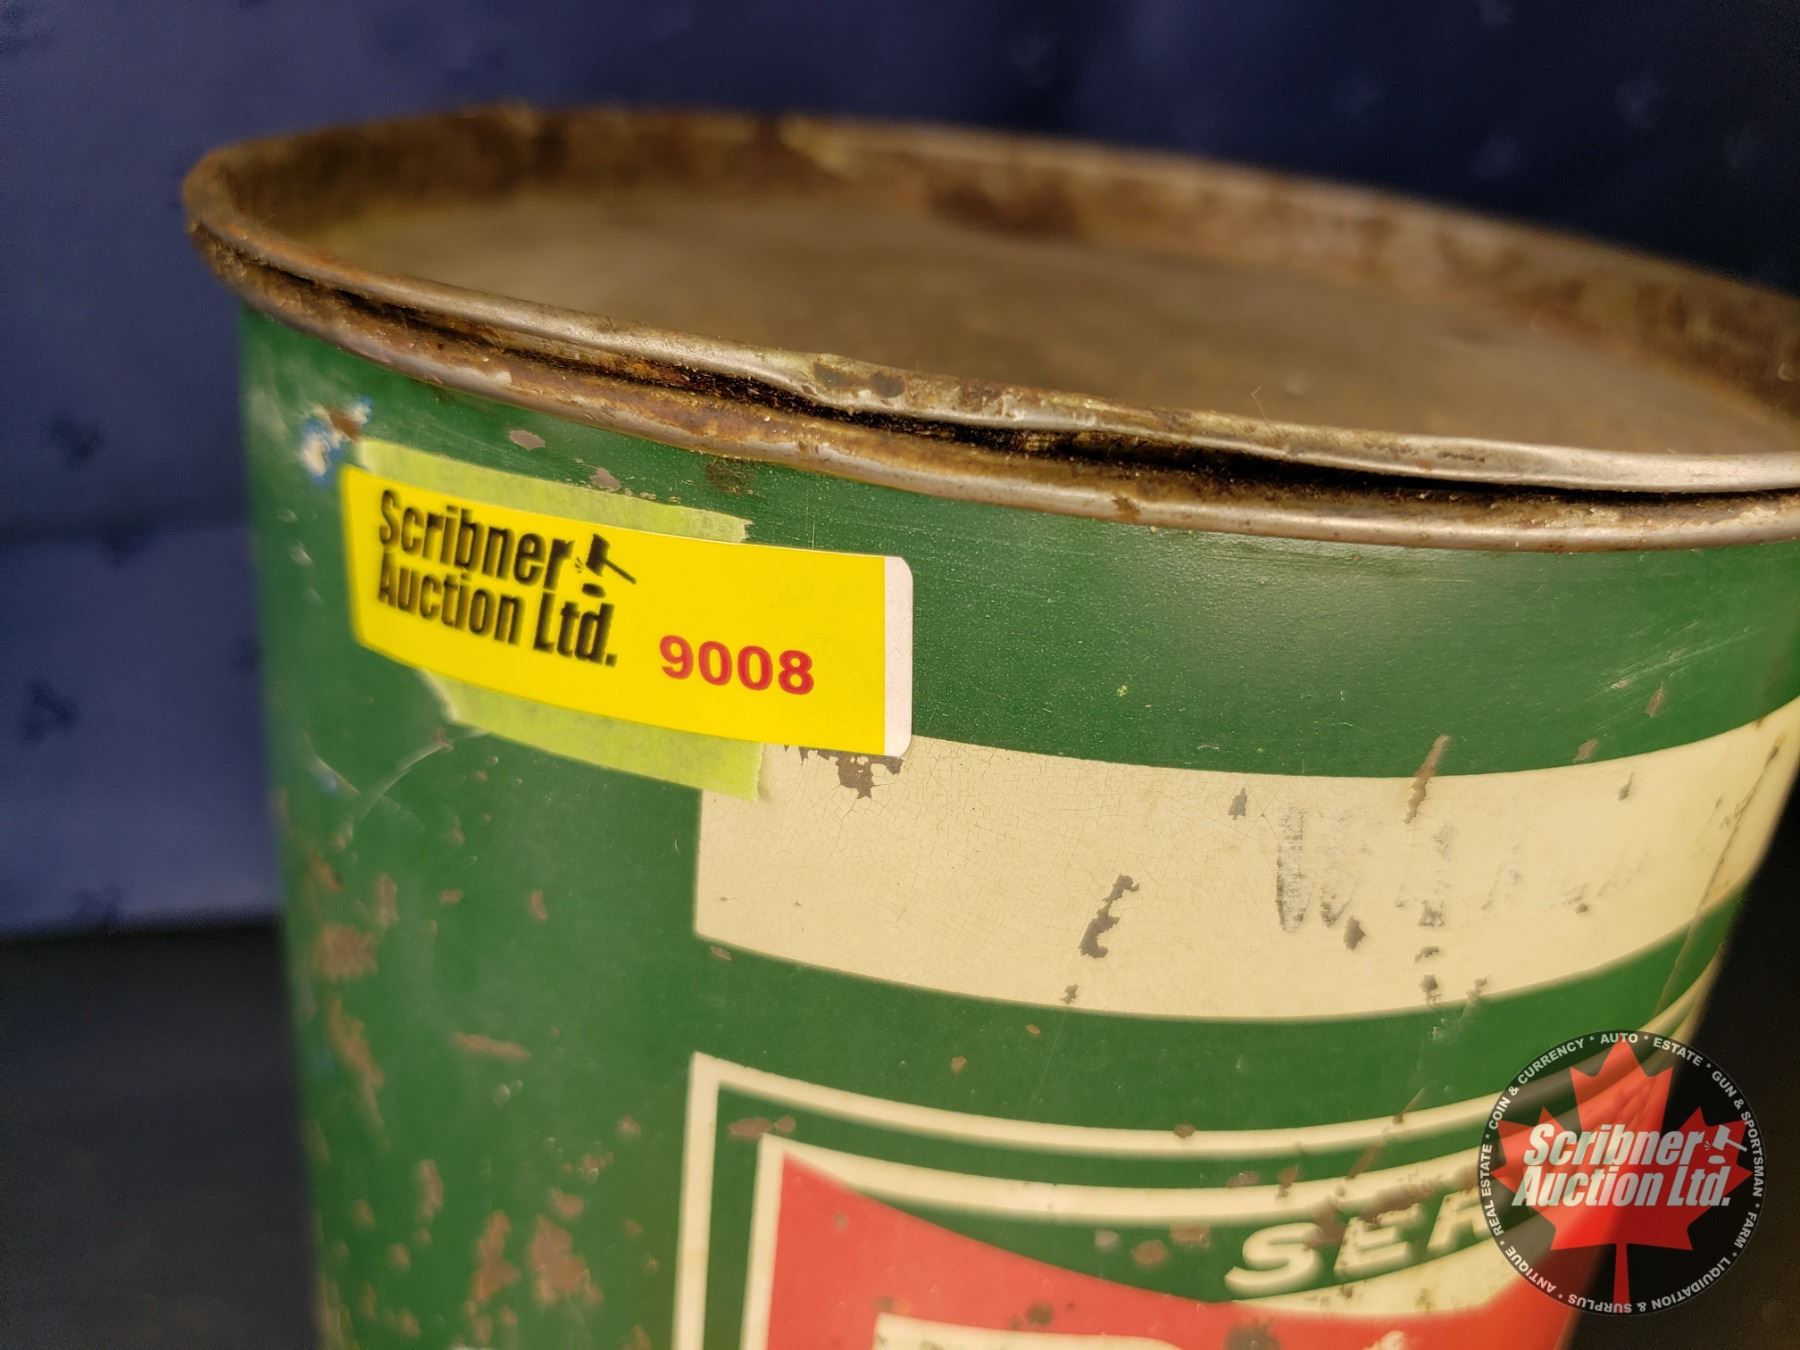 Scribner
Auction Ltd.
9008
SER
Scribner
Auction Ltd.
REAL ESTATE * COIN & CURRENCY * AUTO * ESTATE * GUN & SPORTSMAN * FARM * LIQUIDATION & SURPLUS * ANTIQUE *